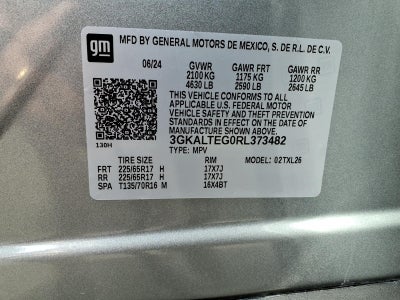 gm
MFD BY GENERAL MOTORS DE MEXICO, S. DE R.L. DE C.V.
06/24 GVWR GAWR FRT GAWR RR
2100 KG 1175 KG 1200 KG
4630 LB 2590 LB 2645 LB
THIS VEHICLE CONFORMS TO ALL
APPLICABLE U.S. FEDERAL MOTOR
VEHICLE SAFETY AND THEFT PREVENTION
STANDARDS IN EFFECT ON THE DATE OF
MANUFACTURE SHOWN ABOVE.
3GKALTEG0RL373482
130H
TYPE: MPV MODEL: 02TXL26
TIRE SIZE RIM
FRT 225/65R17 H 17X7J
RR 225/65R17 H 17X7J
SPA T135/70R16 M 16X4BT